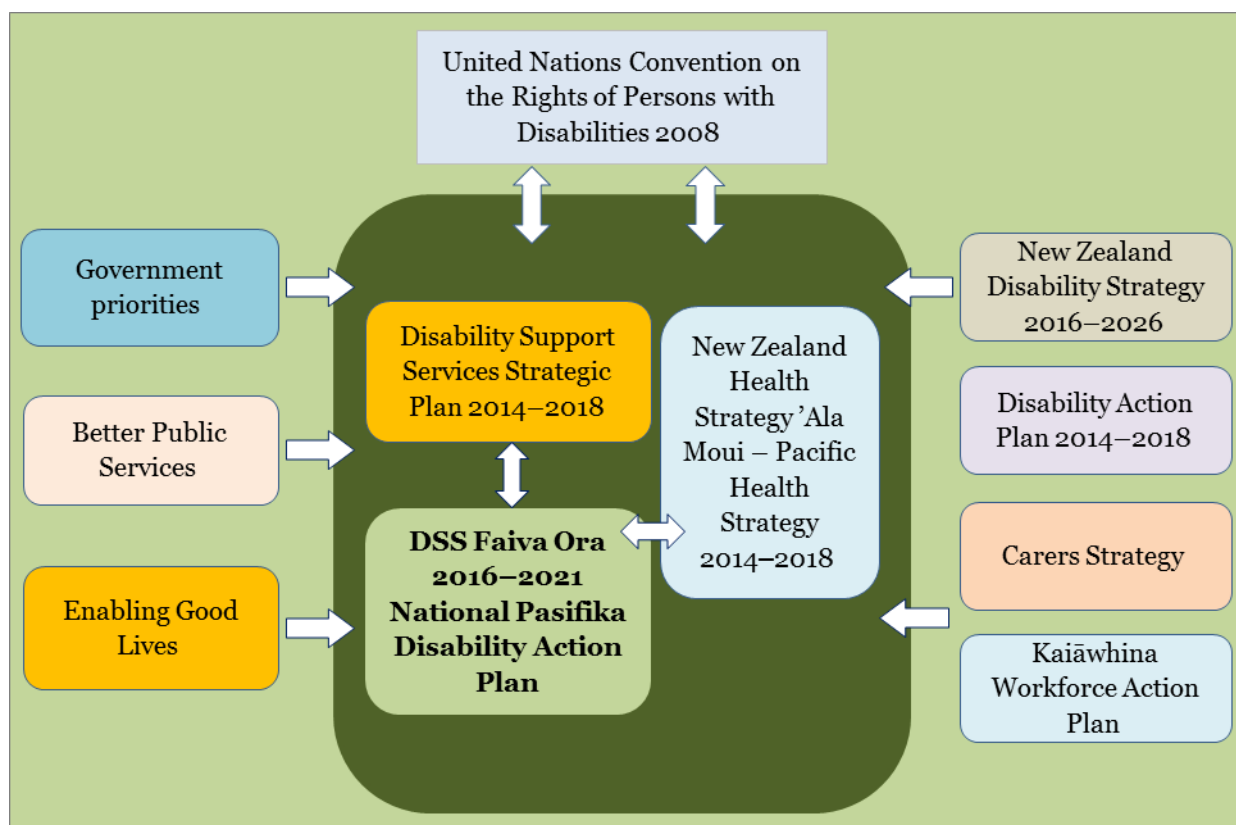 United Nations Convention on
the Rights of Persons with
Disabilities 2008
Government
priorities
Better Public
Services
Enabling Good
Lives
Disability Support
Services Strategic
Plan 2014–2018
DSS Faiva Ora
2016–2021
National Pasifika
Disability Action
Plan
New Zealand
Health
Strategy ’Ala
Moui – Pacific
Health
Strategy
2014–2018
New Zealand
Disability Strategy
2016–2026
Disability Action
Plan 2014–2018
Carers Strategy
Kaiāwhina
Workforce Action
Plan